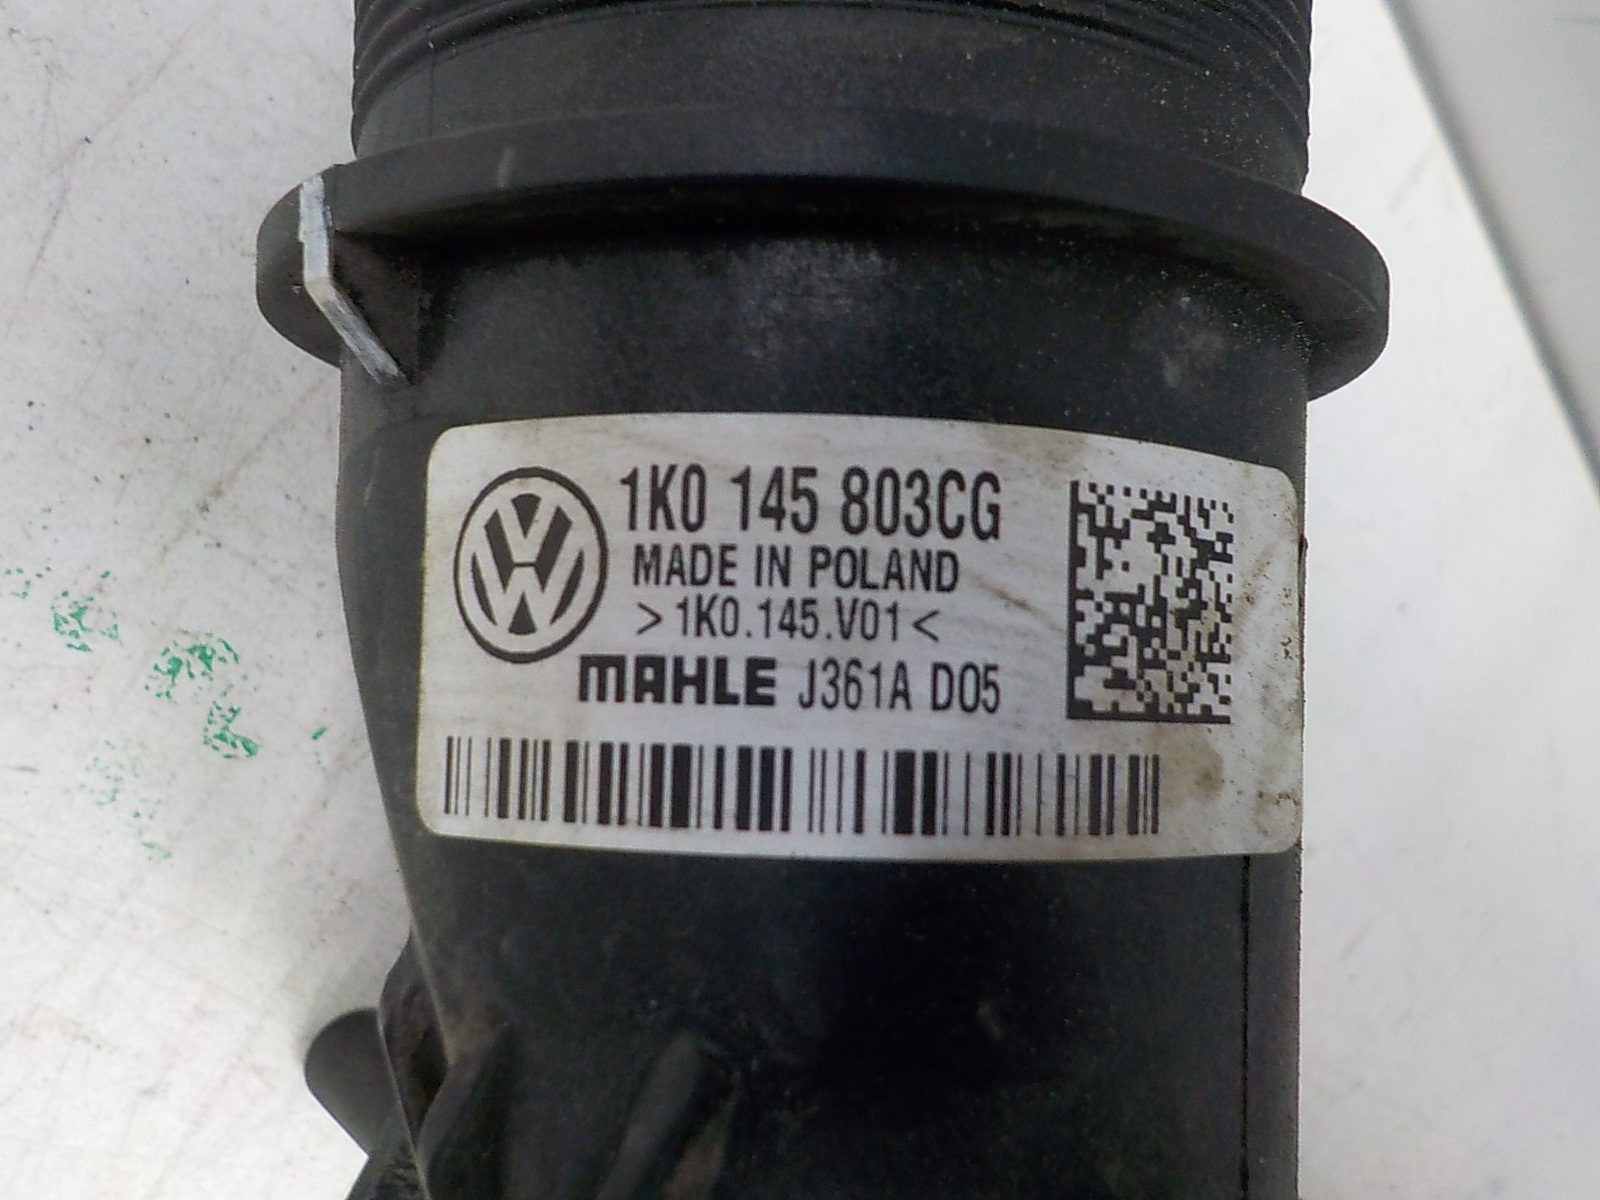 1K0 145 803CG
MADE IN POLAND
>1K0.145.V01<
MAHLE J361A D05